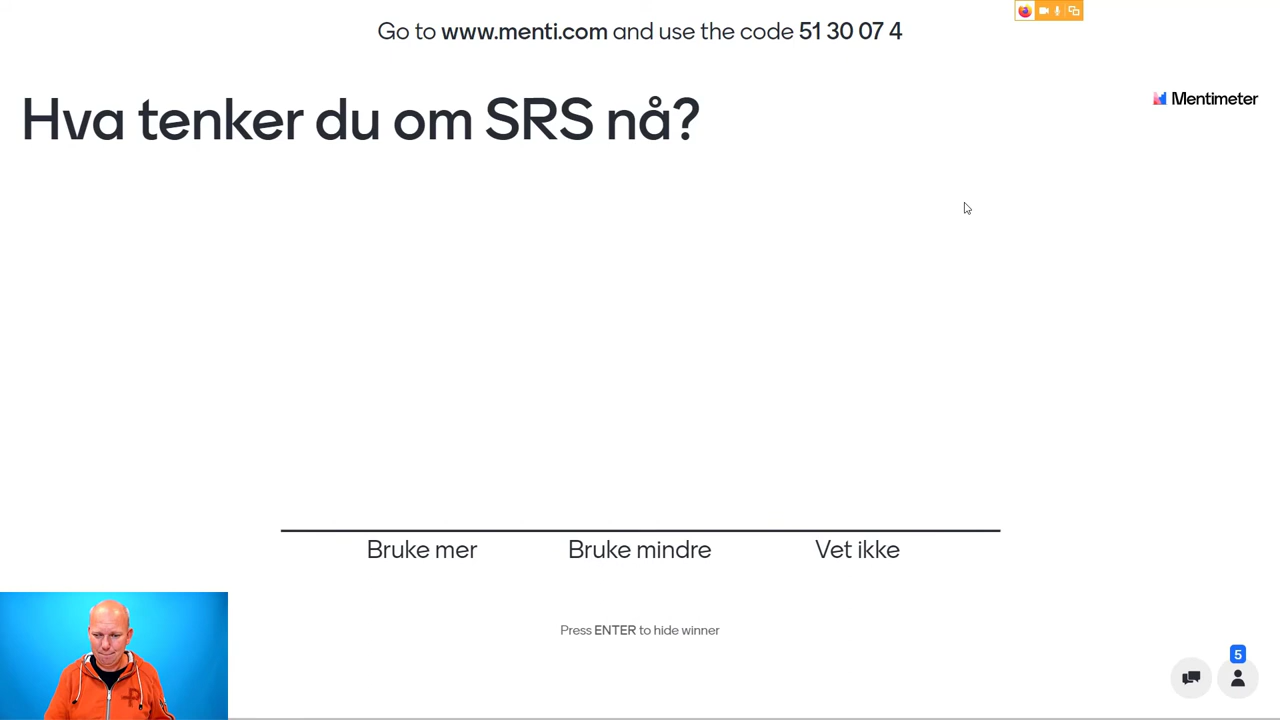 Go to www.menti.com and use the code 51 30 07 4
Hva tenker du om SRS nå?
Mentimeter
Bruke mer
Bruke mindre
Vet ikke
Press ENTER to hide winner
5